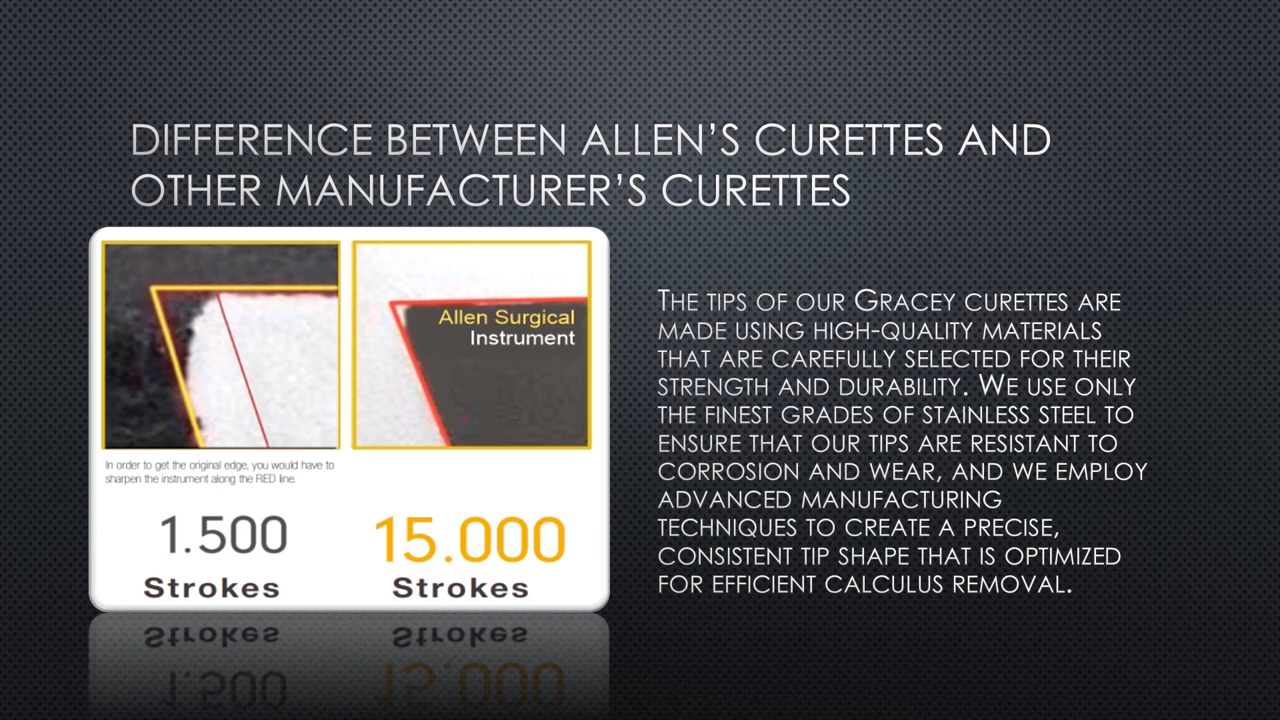 DIFFERENCE BETWEEN ALLEN’S CURETTES AND
OTHER MANUFACTURER’S CURETTES
Allen Surgical
Instrument
In order to get the original edge, you would have to
sharpen the instrument along the RED line.
1.500
Strokes
15.000
Strokes
THE TIPS OF OUR GRACEY CURETTES ARE
MADE USING HIGH-QUALITY MATERIALS
THAT ARE CAREFULLY SELECTED FOR THEIR
STRENGTH AND DURABILITY. WE USE ONLY
THE FINEST GRADES OF STAINLESS STEEL TO
ENSURE THAT OUR TIPS ARE RESISTANT TO
CORROSION AND WEAR, AND WE EMPLOY
ADVANCED MANUFACTURING
TECHNIQUES TO CREATE A PRECISE,
CONSISTENT TIP SHAPE THAT IS OPTIMIZED
FOR EFFICIENT CALCULUS REMOVAL.